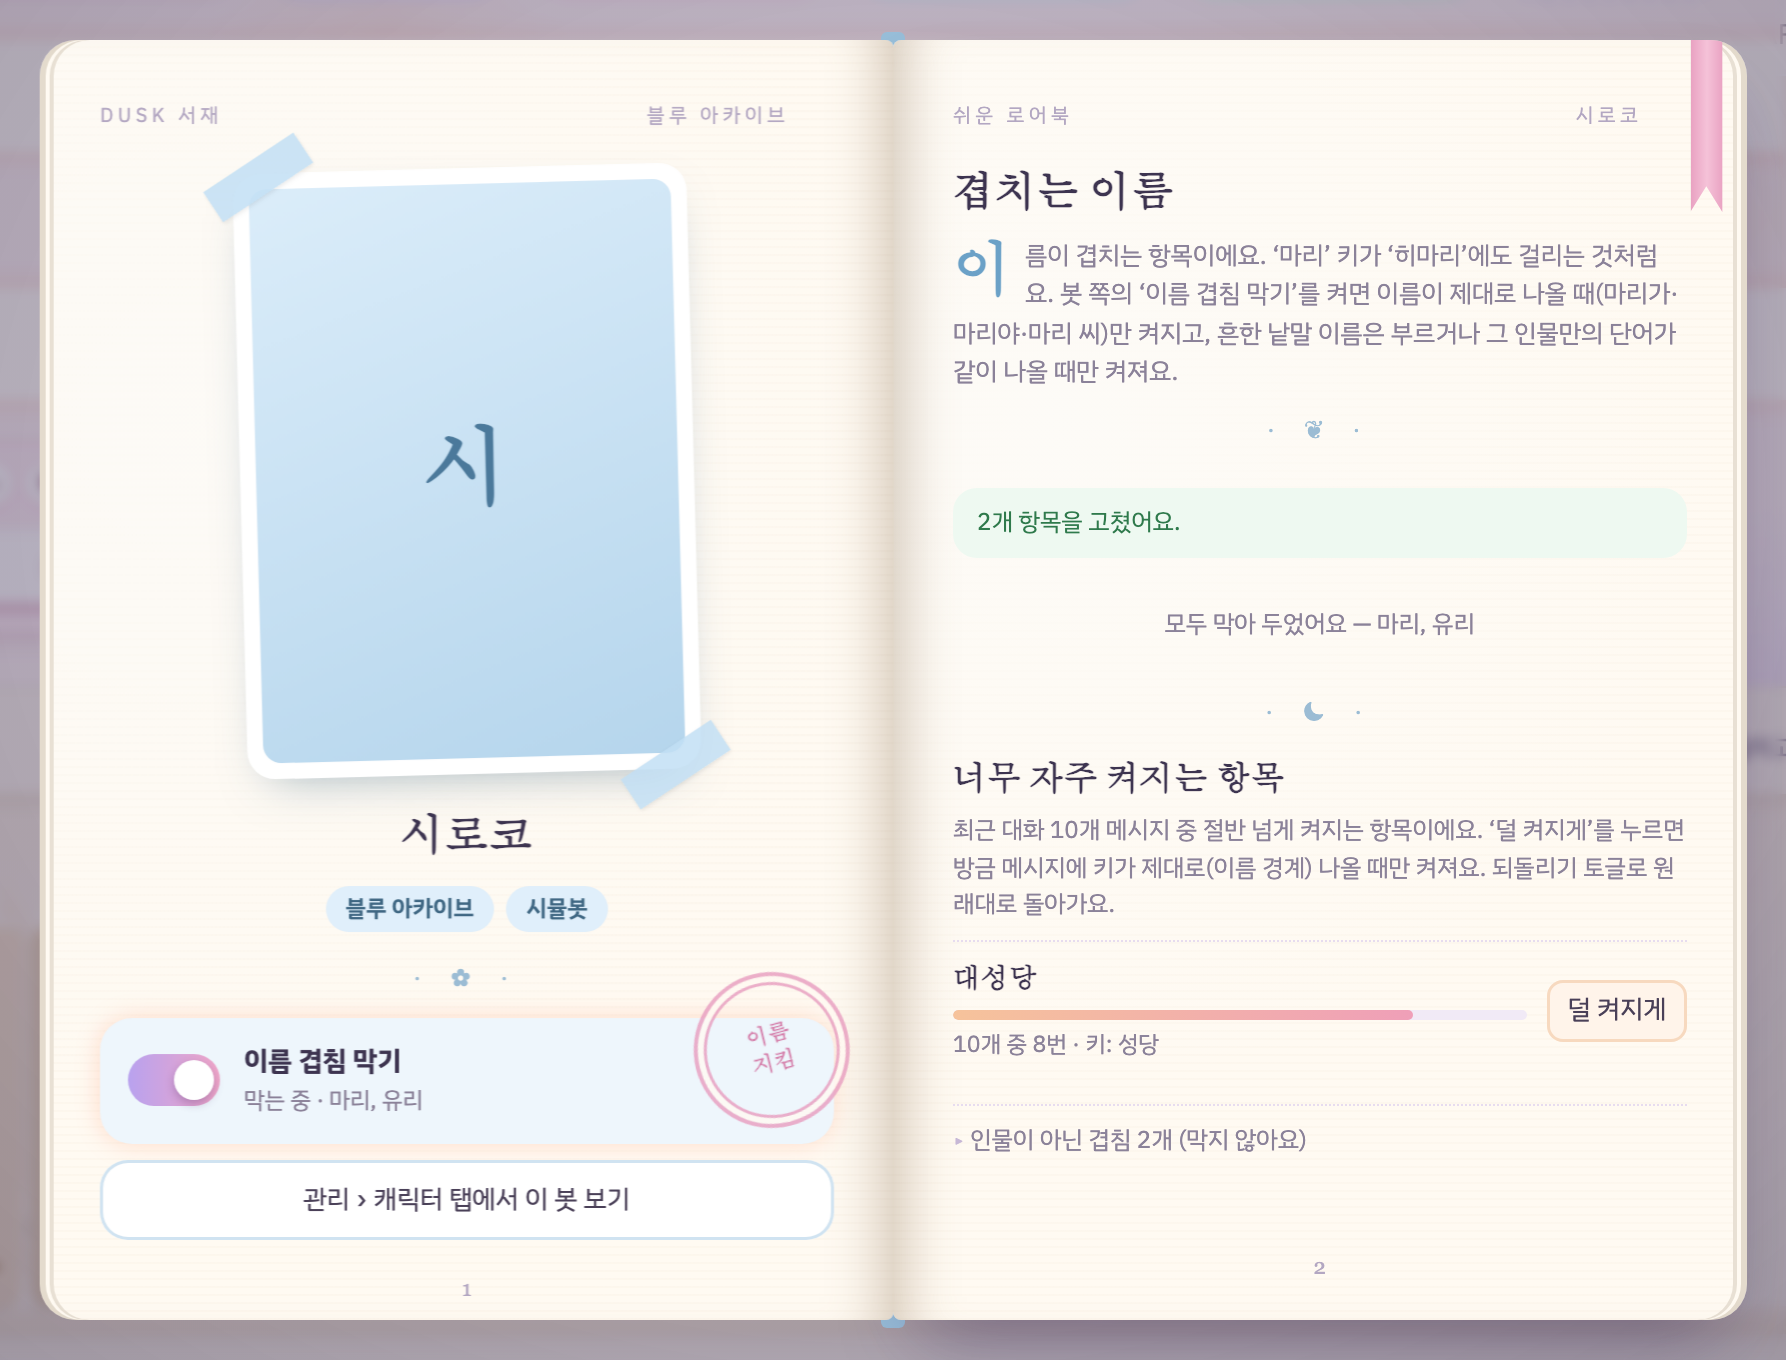 DUSK 서재
블루 아카이브
시
시로코
블루 아카이브
시뮬봇
이름 겹침 막기
막는 중 · 마리, 유리
이름
지킴
관리 › 캐릭터 탭에서 이 봇 보기
1
쉬운 로어북
시로코
겹치는 이름
이름이 겹치는 항목이에요. ‘마리’ 키가 ‘히마리’에도 걸리는 것처럼
요. 봇 쪽의 ‘이름 겹침 막기’를 켜면 이름이 제대로 나올 때(마리가·
마리야·마리 씨)만 켜지고, 흔한 낱말 이름은 부르거나 그 인물만의 단어가
같이 나올 때만 켜져요.
2개 항목을 고쳤어요.
모두 막아 두었어요 — 마리, 유리
너무 자주 켜지는 항목
최근 대화 10개 메시지 중 절반 넘게 켜지는 항목이에요. ‘덜 켜지게’를 누르면
방금 메시지에 키가 제대로(이름 경계) 나올 때만 켜져요. 되돌리기 토글로 원
래대로 돌아가요.
대성당
10개 중 8번 · 키: 성당
덜 켜지게
▸ 인물이 아닌 겹침 2개 (막지 않아요)
2